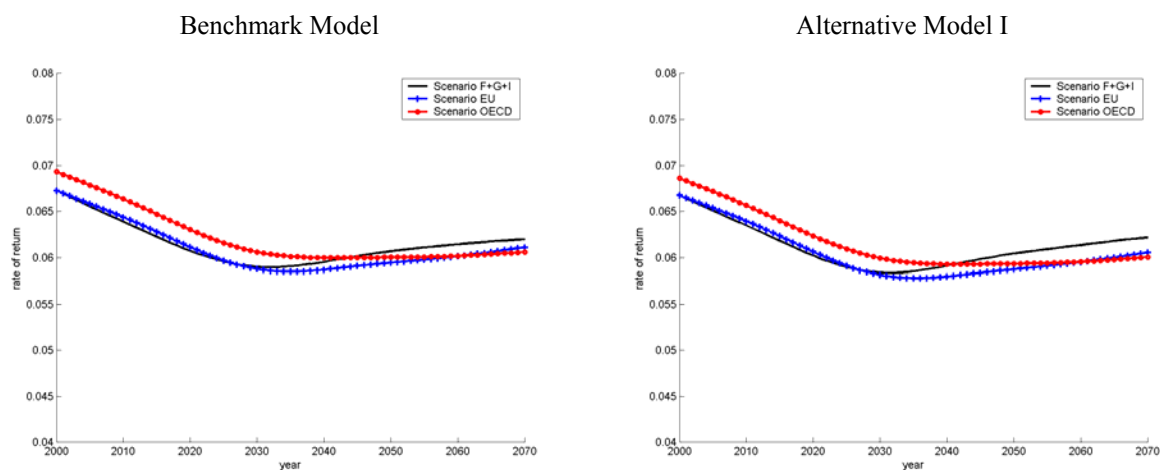 Benchmark Model
Alternative Model I
0.08
0.075
0.07
0.065
0.06
0.055
0.05
0.045
0.04
rate of return
Scenario F+G+I
Scenario EU
Scenario OECD
2000 2010 2020 2030 2040 2050 2060 2070
year
0.08
0.075
0.07
0.065
0.06
0.055
0.05
0.045
0.04
rate of return
Scenario F+G+I
Scenario EU
Scenario OECD
2000 2010 2020 2030 2040 2050 2060 2070
year